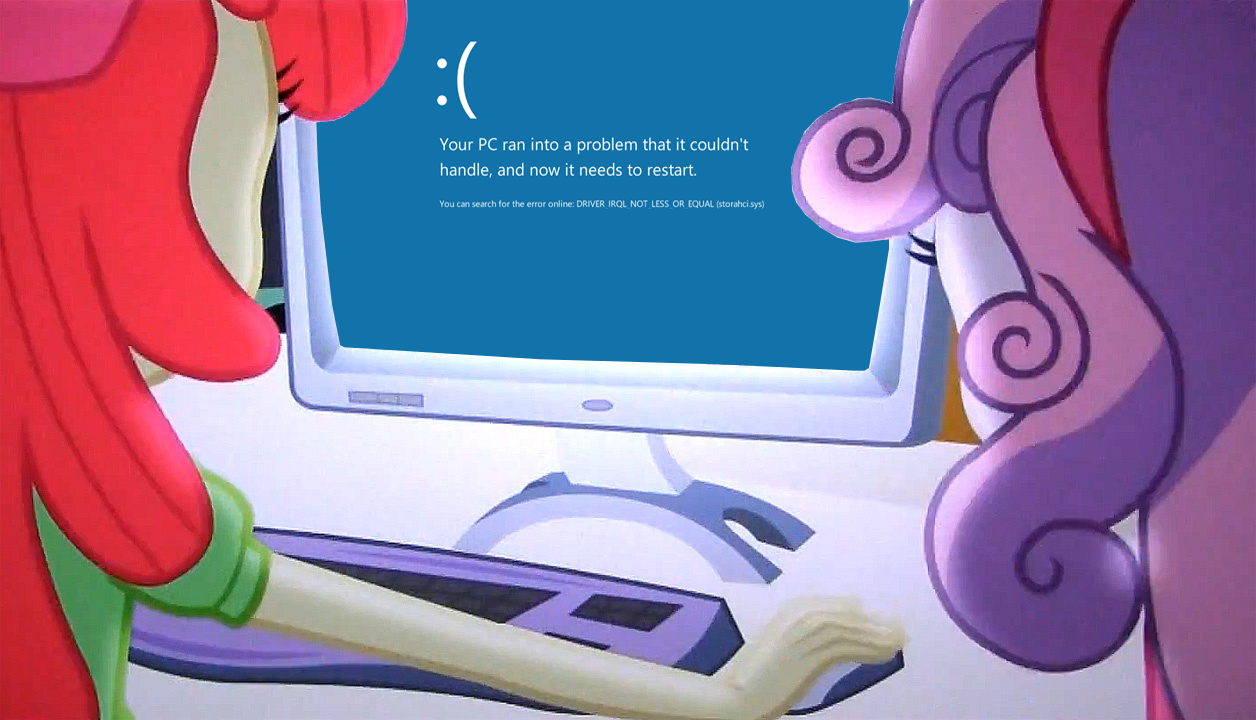 :(
Your PC ran into a problem that it couldn't
handle, and now it needs to restart.
You can search for the error online: DRIVER_IRQL_NOT_LESS_OR_EQUAL (storahci.sys)